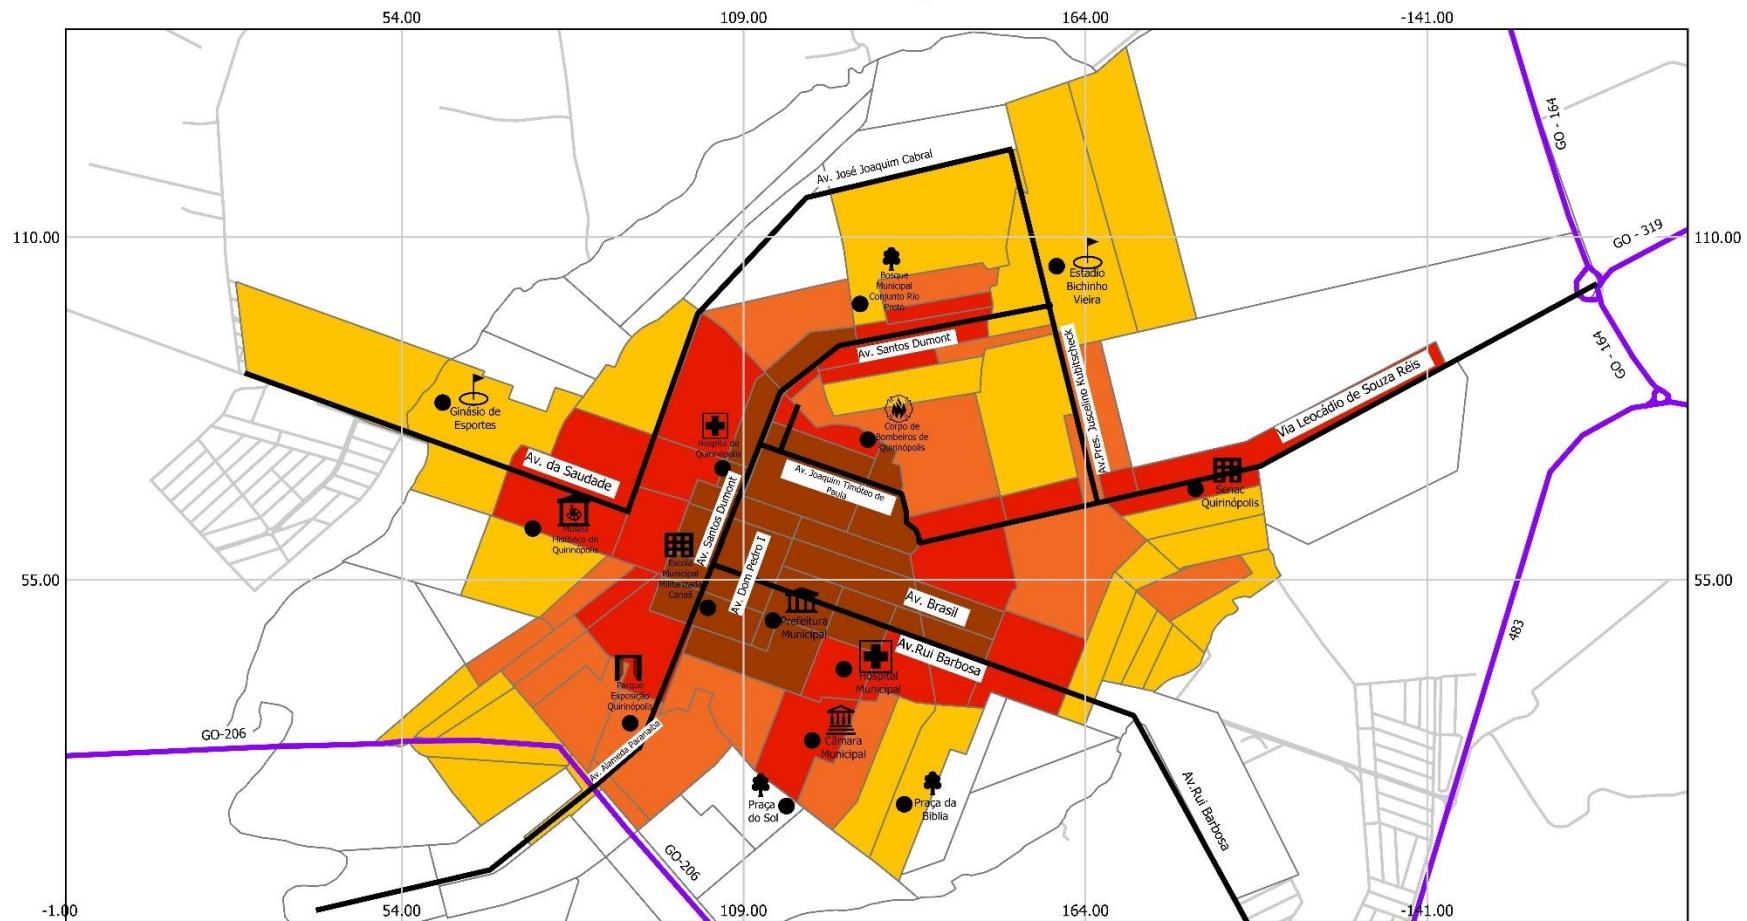 54.00
109.00
164.00
-141.00
GO - 164
Av. José Joaquim Cabral
110.00
110.00
GO - 319
Bosque
Municipal
Conjunto Rio
Preto
Estadio
Bichinho
Vieira
GO - 164
Av. Santos Dumont
Av.Pres. Juscelino Kubitscheck
Via Leocádio de Souza Réis
Ginásio de
Esportes
Corpo de
Bombeiros de
Quirinópolis
Hospital de
Quirinópolis
Av. da Saudade
Av. Joaquim Timóteo de
Paula
Senac
Quirinópolis
Museu
Histórico de
Quirinópolis
Av. Santos Dumont
Av. Dom Pedro I
Escola
Municipal
Militarizada
Canaã
55.00
55.00
Av. Brasil
Prefeitura
Municipal
483
Av.Rui Barbosa
Hospital
Municipal
Parque
Exposição
Quirinópolis
GO-206
Av. Alameda Paranaíba
Câmara
Municipal
Praça
do Sol
Praça da
Biblia
Av.Rui Barbosa
GO-206
-1.00
54.00
109.00
164.00
-141.00
-1.00